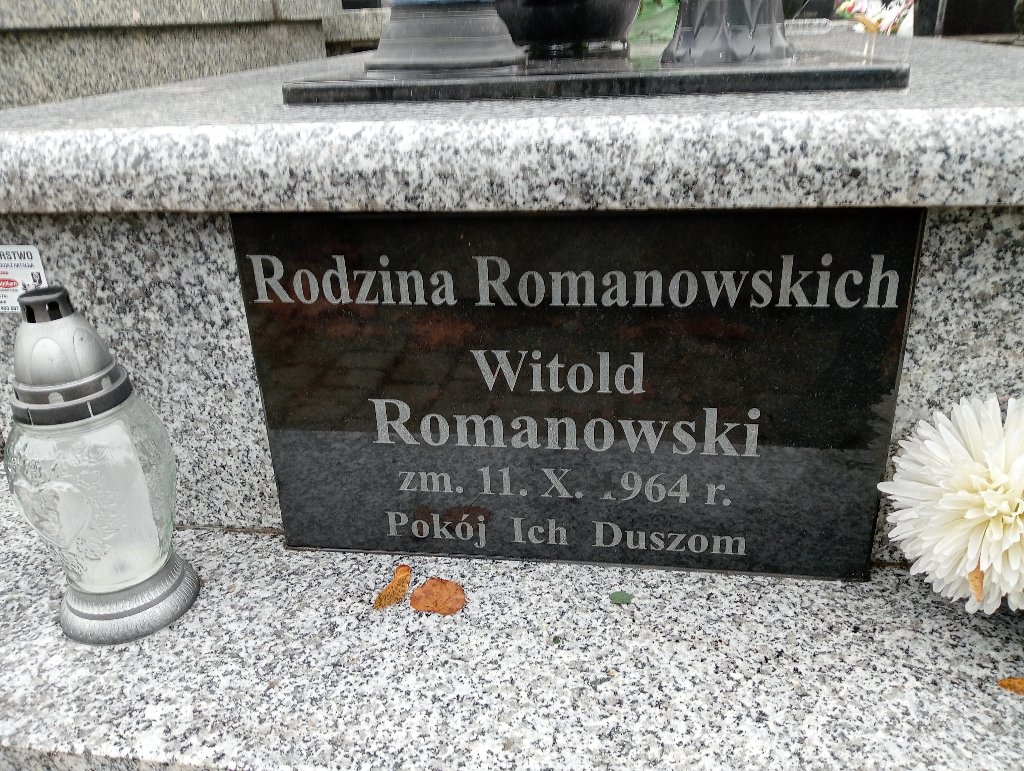 Rodzina Romanowskich
Witold
Romanowski
zm. 11. X. 1964 r.
Pokój Ich Duszom